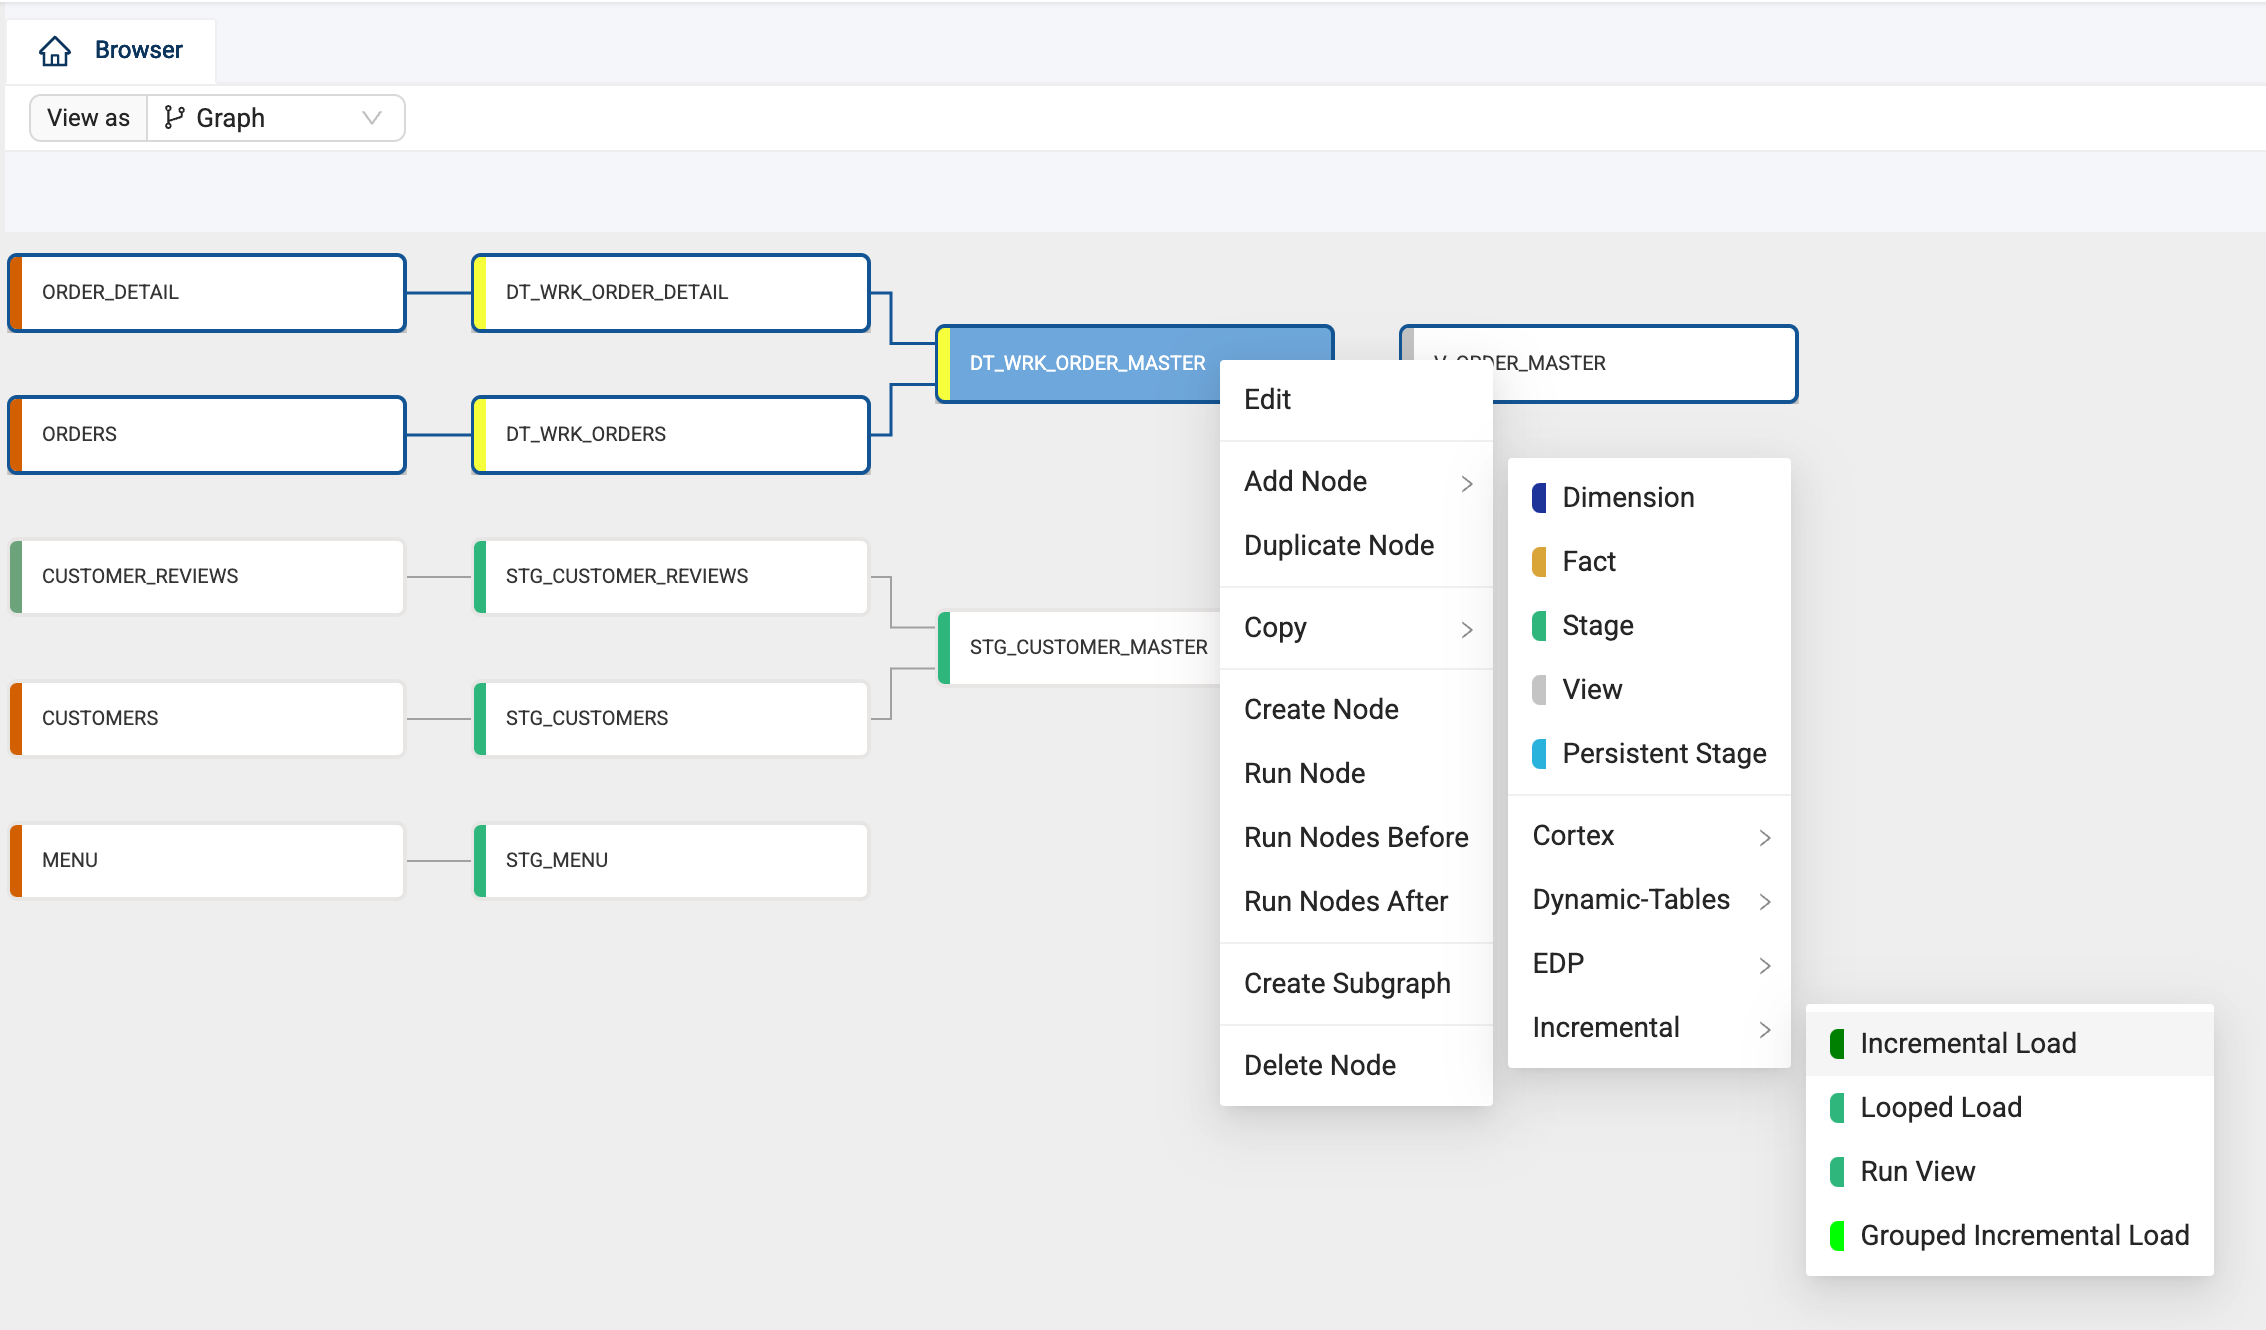 Browser
View as
Graph
ORDER_DETAIL
DT_WRK_ORDER_DETAIL
DT_WRK_ORDER_MASTER
V_ORDER_MASTER
ORDERS
DT_WRK_ORDERS
CUSTOMER_REVIEWS
STG_CUSTOMER_REVIEWS
STG_CUSTOMER_MASTER
CUSTOMERS
STG_CUSTOMERS
MENU
STG_MENU
Edit
Add Node
Duplicate Node
Copy
Create Node
Run Node
Run Nodes Before
Run Nodes After
Create Subgraph
Delete Node
Dimension
Fact
Stage
View
Persistent Stage
Cortex
Dynamic-Tables
EDP
Incremental
Incremental Load
Looped Load
Run View
Grouped Incremental Load